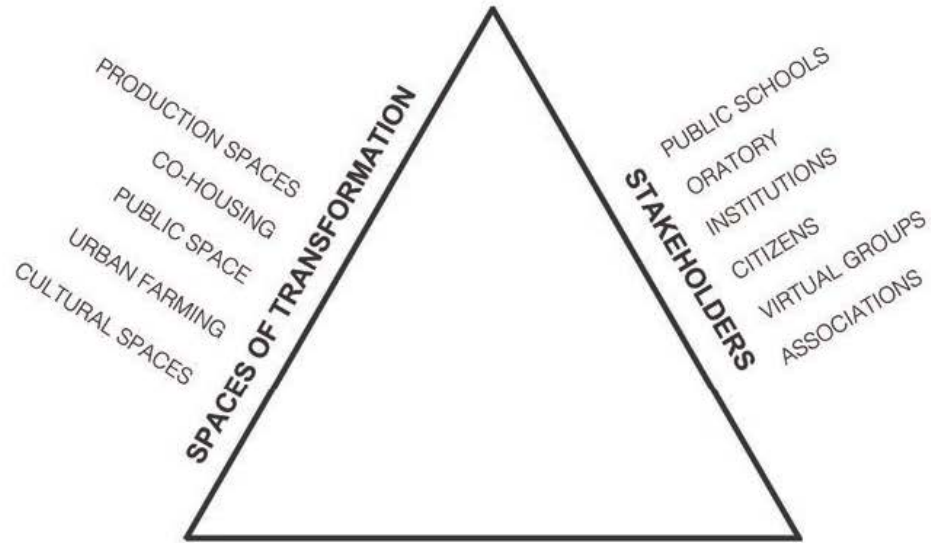 PRODUCTION SPACES
CO-HOUSING
PUBLIC SPACE
URBAN FARMING
CULTURAL SPACES
SPACES OF TRANSFORMATION
STAKEHOLDERS
PUBLIC SCHOOLS
ORATORY
INSTITUTIONS
CITIZENS
VIRTUAL GROUPS
ASSOCIATIONS